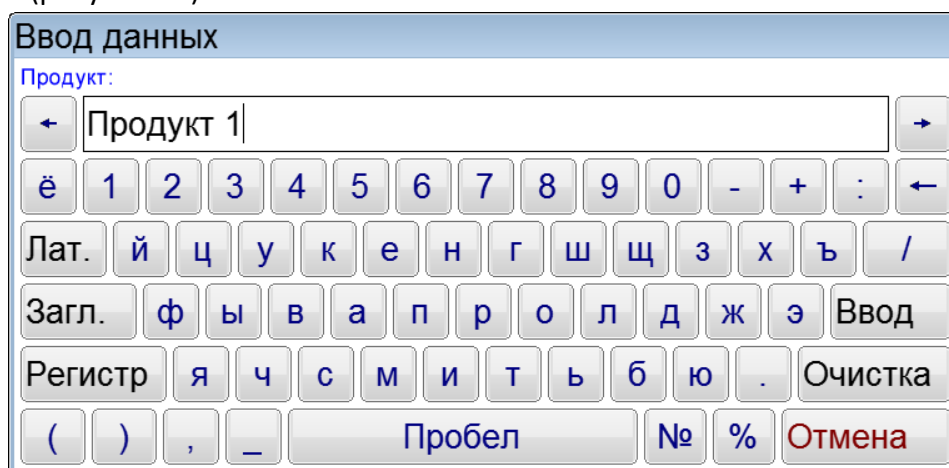 Ввод данных
Продукт:
← Продукт 1 →
ё 1 2 3 4 5 6 7 8 9 0 - + : ←
Лат. й ц у к е н г ш щ з х ъ /
Загл. ф ы в а п р о л д ж э Ввод
Регистр я ч с м и т ь б ю . Очистка
( ) , _ Пробел № % Отмена